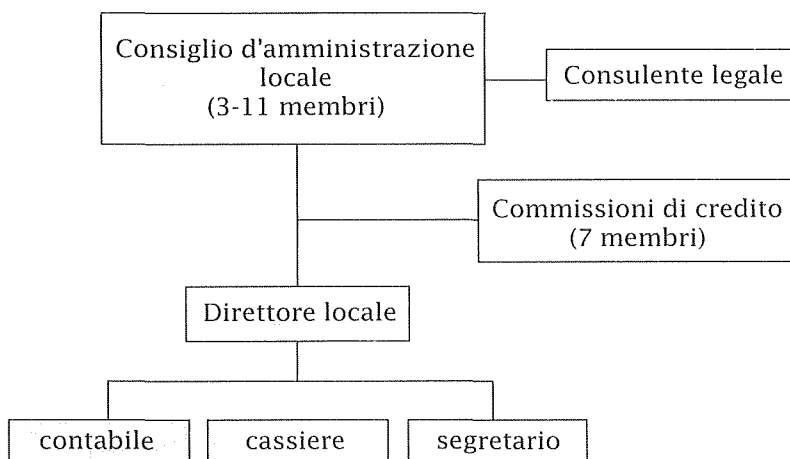 Consiglio d'amministrazione
locale
(3-11 membri)
Consulente legale
Commissioni di credito
(7 membri)
Direttore locale
contabile
cassiere
segretario